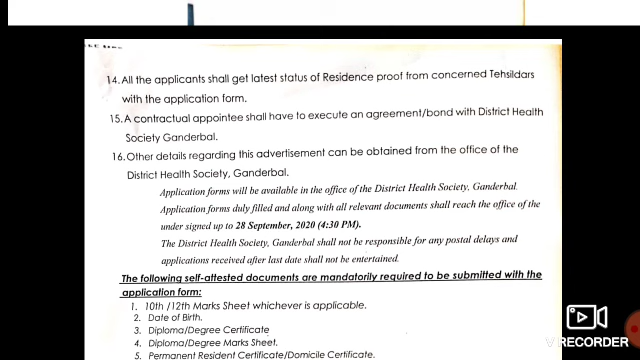 14. All the applicants shall get latest status of Residence proof from concerned Tehsildars
with the application form.
15. A contractual appointee shall have to execute an agreement/bond with District Health
Society Ganderbal.
16. Other details regarding this advertisement can be obtained from the office of the
District Health Society, Ganderbal.
Application forms will be available in the office of the District Health Society, Ganderbal.
Application forms duly filled and along with all relevant documents shall reach the office of the
under signed up to 28 September, 2020 (4:30 PM).
The District Health Society, Ganderbal shall not be responsible for any postal delays and
applications received after last date shall not be entertained.
The following self-attested documents are mandatorily required to be submitted with the
application form:
1. 10th /12th Marks Sheet whichever is applicable.
2. Date of Birth.
3. Diploma/Degree Certificate
4. Diploma/Degree Marks Sheet.
5. Permanent Resident Certificate/Domicile Certificate.
V RECORDER